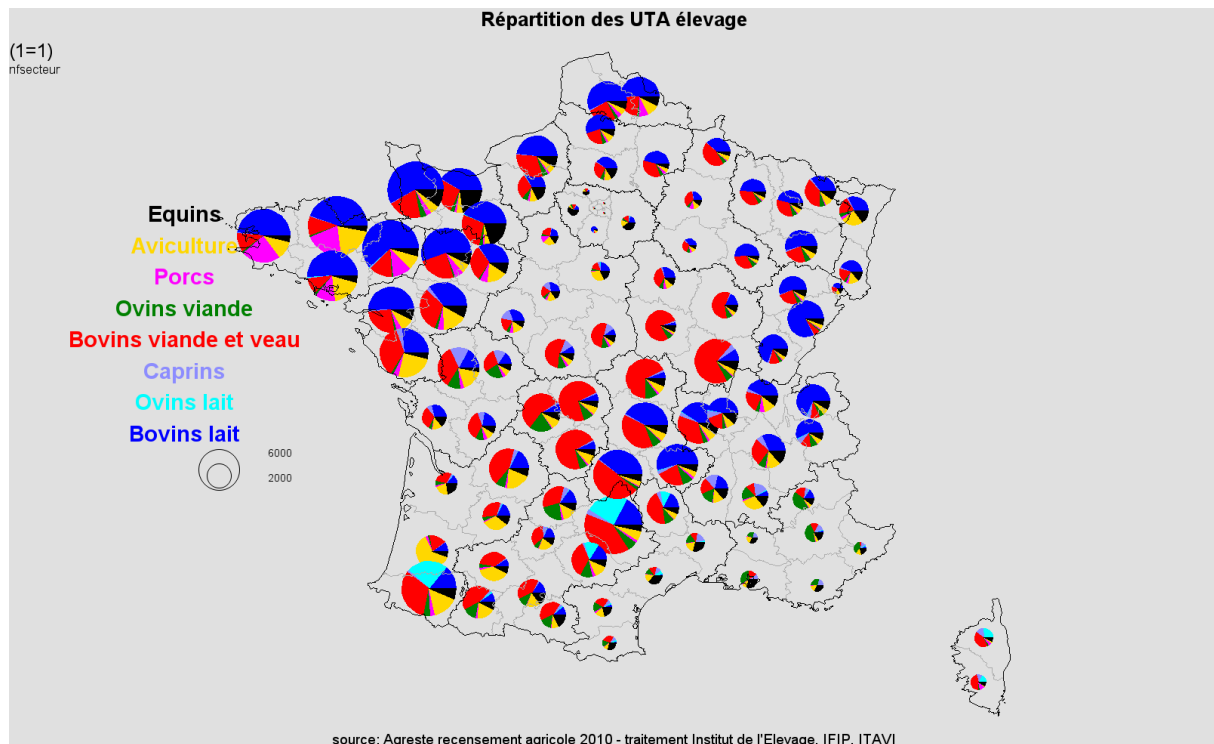 Répartition des UTA élevage
(1=1)
nfsecteur
Equins
Aviculture
Porcs
Ovins viande
Bovins viande et veau
Caprins
Ovins lait
Bovins lait
6000
2000
source: Agreste recensement agricole 2010 - traitement Institut de l'Elevage, IFIP, ITAVI